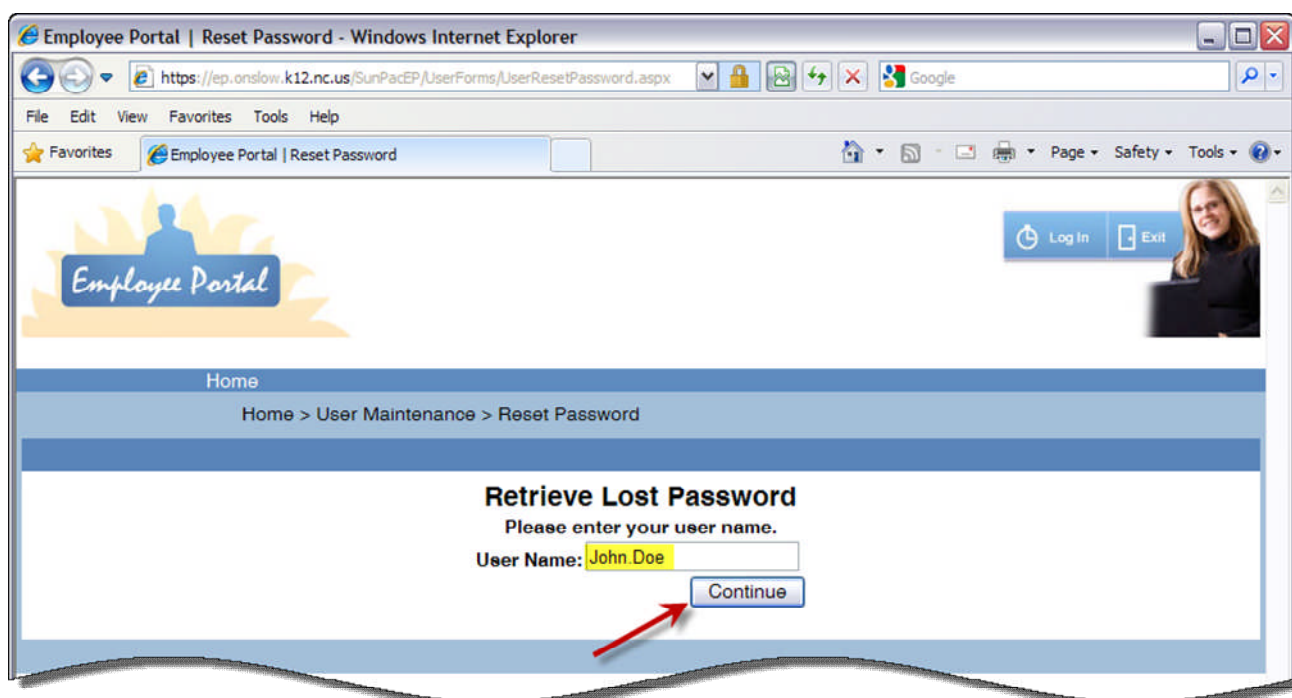 Employee Portal | Reset Password - Windows Internet Explorer
https://ep.onslow.k12.nc.us/SunPacEP/UserForms/UserResetPassword.aspx
Google
File Edit View Favorites Tools Help
Favorites
Employee Portal | Reset Password
Page
Safety
Tools
Employee Portal
Log In
Exit
Home
Home > User Maintenance > Reset Password
Retrieve Lost Password
Please enter your user name.
User Name: John.Doe
Continue